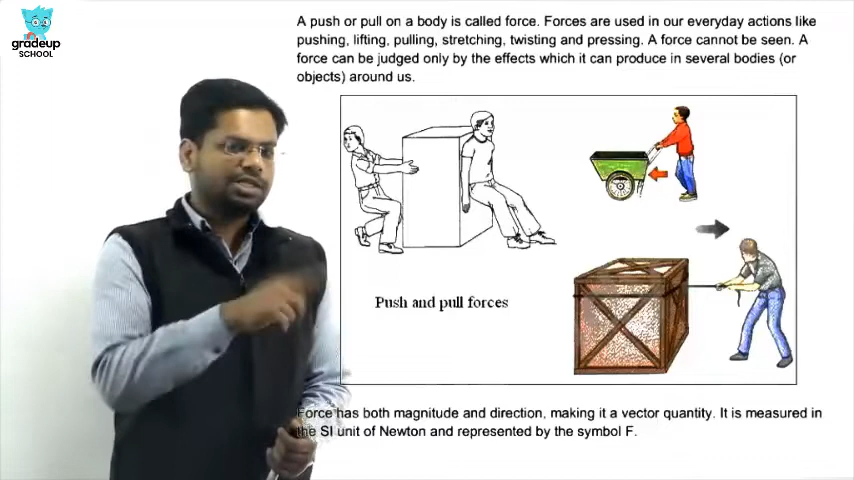 gradeup
SCHOOL
A push or pull on a body is called force. Forces are used in our everyday actions like
pushing, lifting, pulling, stretching, twisting and pressing. A force cannot be seen. A
force can be judged only by the effects which it can produce in several bodies (or
objects) around us.
Push and pull forces
Force has both magnitude and direction, making it a vector quantity. It is measured in
the SI unit of Newton and represented by the symbol F.